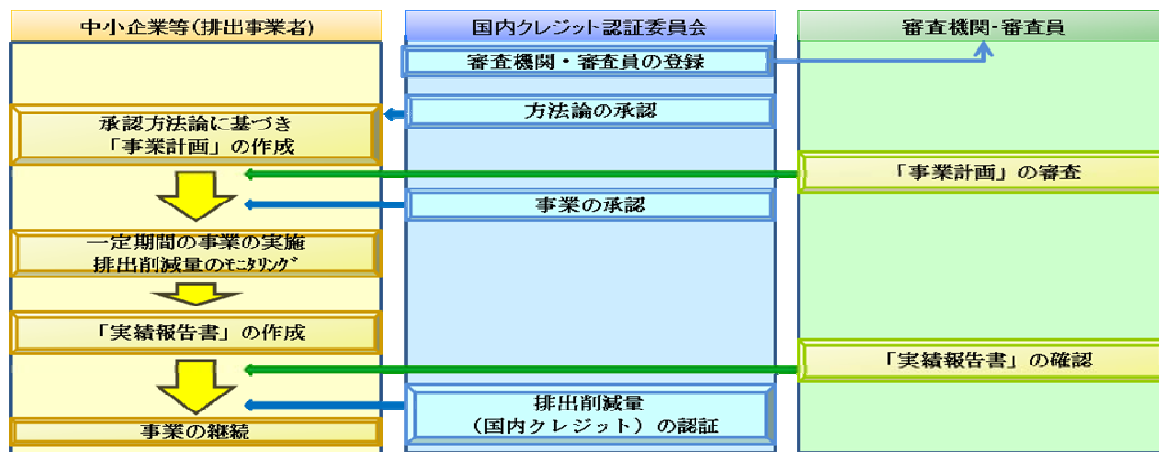 中小企業等(排出事業者)
国内クレジット認証委員会
審査機関・審査員
審査機関・審査員の登録
方法論の承認
承認方法論に基づき
「事業計画」の作成
「事業計画」の審査
事業の承認
一定期間の事業の実施
排出削減量のﾓﾆﾀﾘﾝｸﾞ
「実績報告書」の作成
「実績報告書」の確認
排出削減量
(国内クレジット)の認証
事業の継続